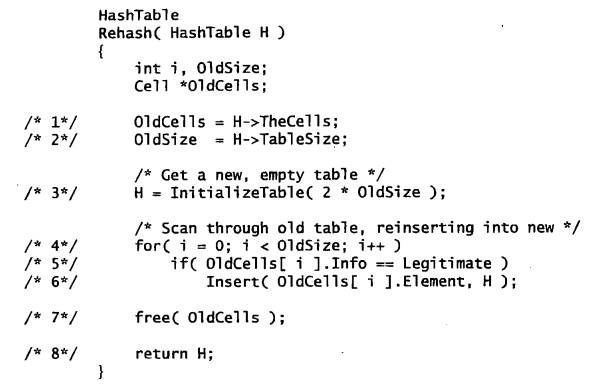 HashTable
Rehash( HashTable H )
{
int i, OldSize;
Cell *OldCells;
/* 1*/ OldCells = H->TheCells;
/* 2*/ OldSize = H->TableSize;
/* Get a new, empty table */
/* 3*/ H = InitializeTable( 2 * OldSize );
/* Scan through old table, reinserting into new */
/* 4*/ for( i = 0; i < OldSize; i++ )
/* 5*/ if( OldCells[ i ].Info == Legitimate )
/* 6*/ Insert( OldCells[ i ].Element, H );
/* 7*/ free( OldCells );
/* 8*/ return H;
}